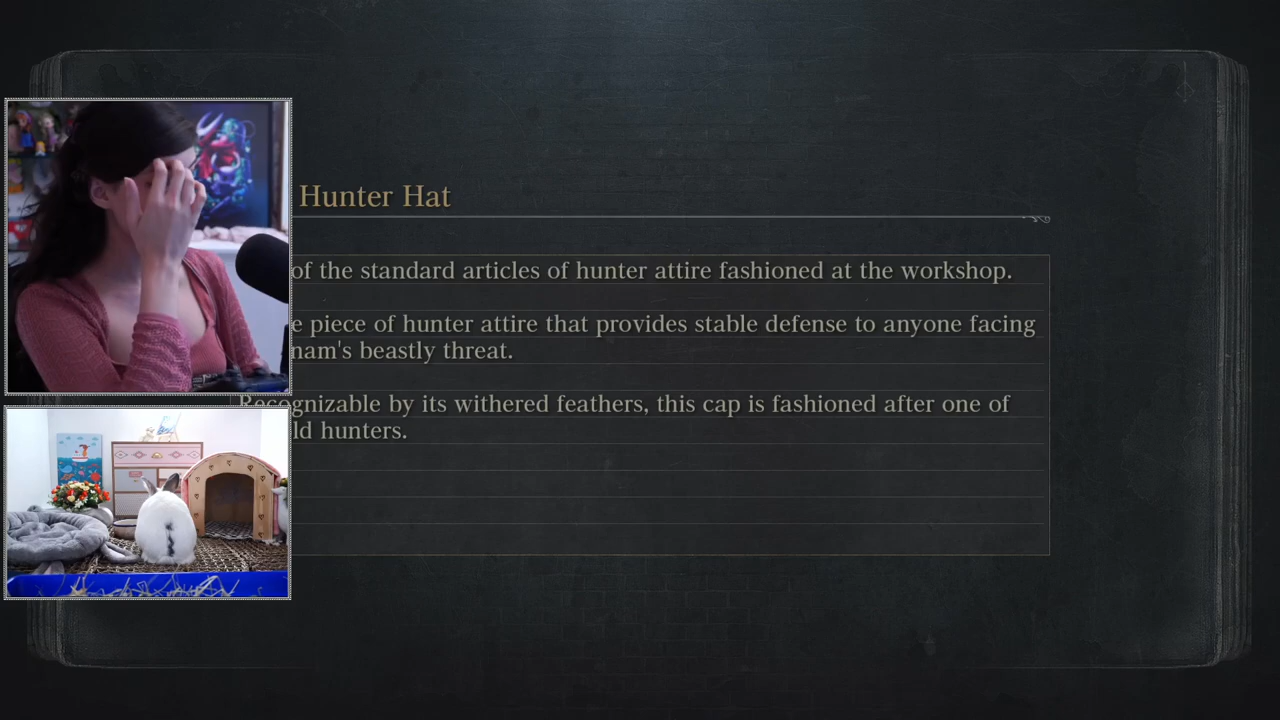 Hunter Hat
of the standard articles of hunter attire fashioned at the workshop.
piece of hunter attire that provides stable defense to anyone facing
nam's beastly threat.
Recognizable by its withered feathers, this cap is fashioned after one of
hunters.